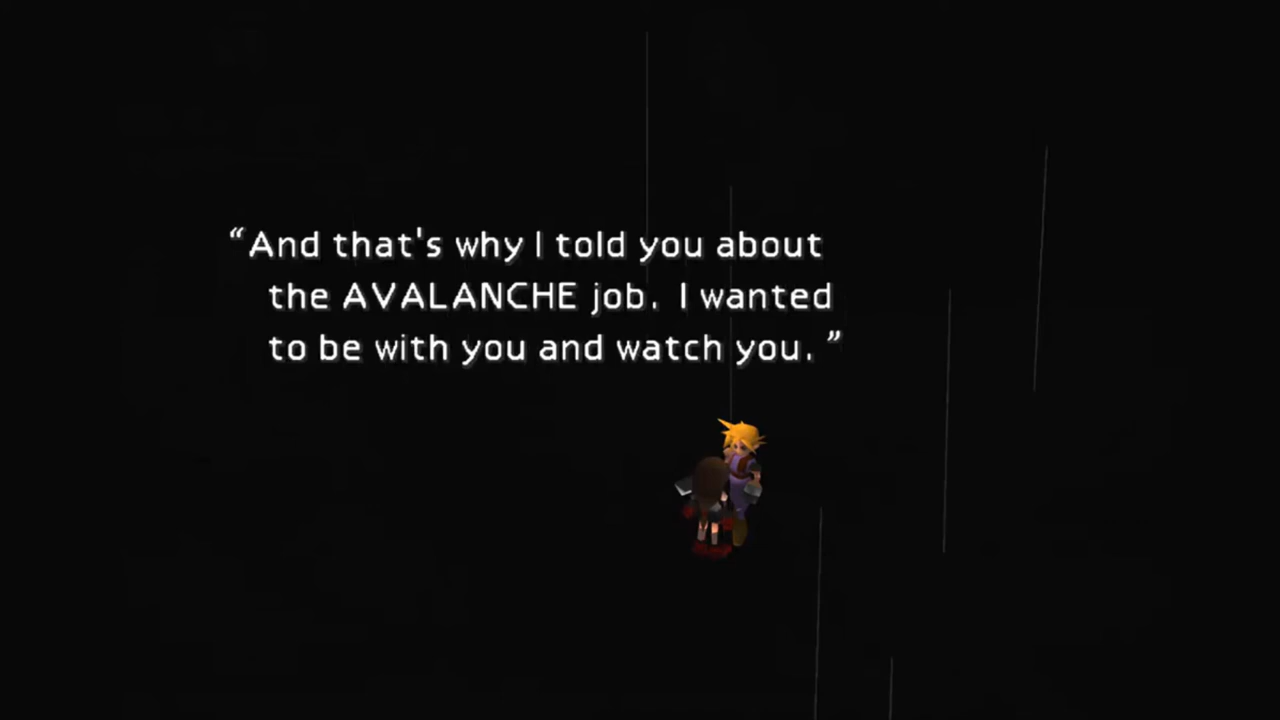 “And that's why I told you about
the AVALANCHE job. I wanted
to be with you and watch you.”